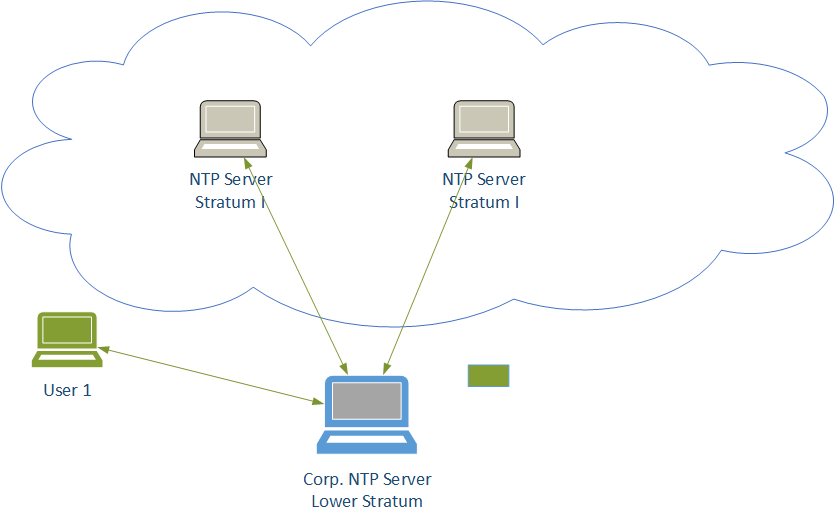 NTP Server
Stratum I
NTP Server
Stratum I
User 1
Corp. NTP Server
Lower Stratum